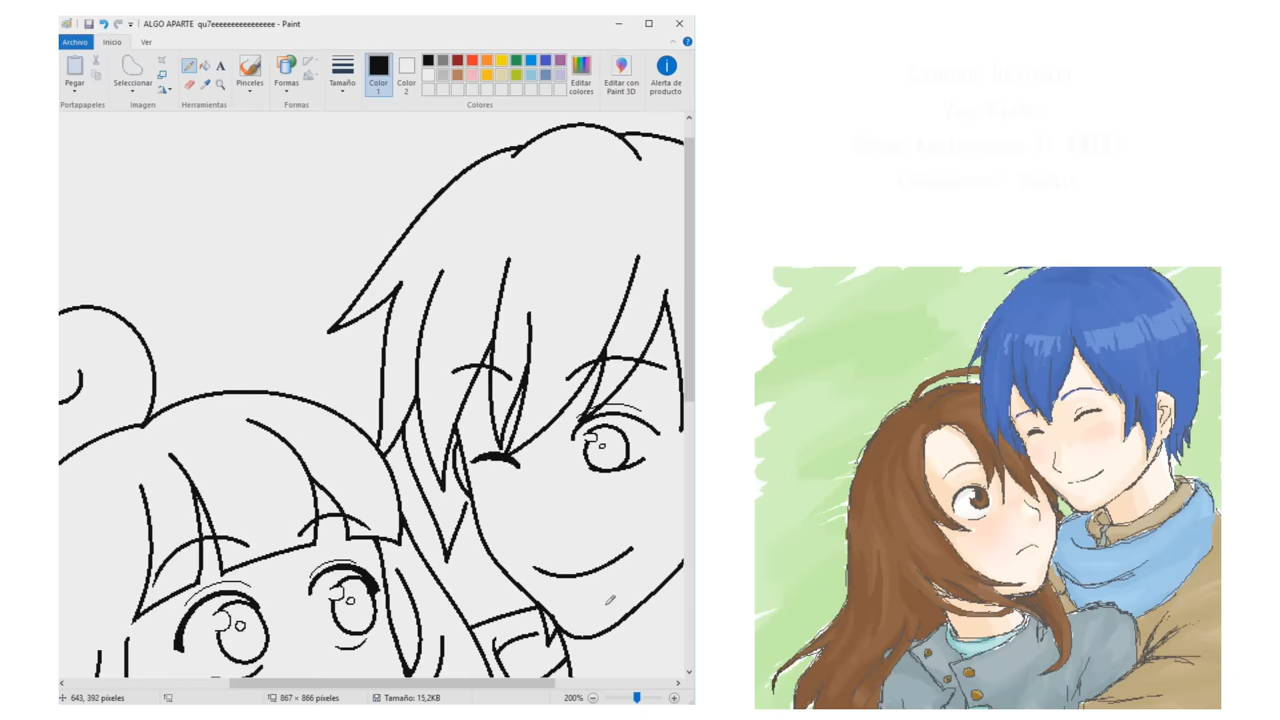 ALGO APARTE qu7eeeeeeeeeeeeeeee - Paint
Archivo Inicio Ver
Pegar Seleccionar Pinceles Formas Tamaño Color 1 Color 2 Editar colores Editar con Paint 3D Alerta de producto
Portapapeles Imagen Herramientas Formas Colores
643, 392 píxeles 867 × 866 píxeles Tamaño: 15,2KB 200%